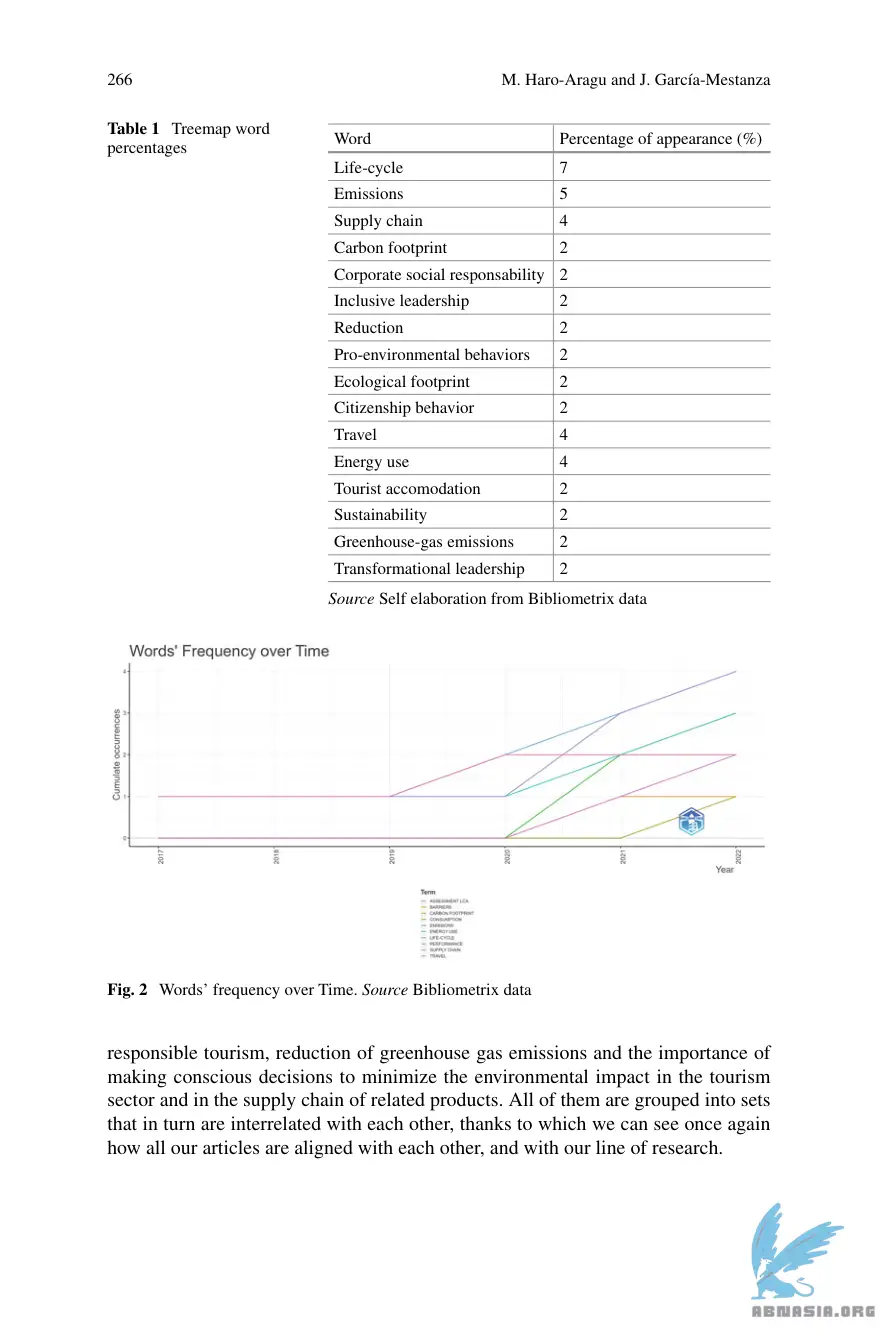 266
M. Haro-Aragu and J. García-Mestanza
Table 1 Treemap word
percentages
Word Percentage of appearance (%)
Life-cycle 7
Emissions 5
Supply chain 4
Carbon footprint 2
Corporate social responsability 2
Inclusive leadership 2
Reduction 2
Pro-environmental behaviors 2
Ecological footprint 2
Citizenship behavior 2
Travel 4
Energy use 4
Tourist accomodation 2
Sustainability 2
Greenhouse-gas emissions 2
Transformational leadership 2
Source Self elaboration from Bibliometrix data
Words' Frequency over Time
Cumulate occurrences
4
3
2
1
0
2017
2018
2019
2020
2021
2022
Year
Term
ASSESSMENT LCA
BARRIERS
CARBON FOOTPRINT
CONSUMPTION
EMISSIONS
ENERGY USE
LIFE-CYCLE
PERFORMANCE
SUPPLY CHAIN
TRAVEL
Fig. 2 Words’ frequency over Time. Source Bibliometrix data
responsible tourism, reduction of greenhouse gas emissions and the importance of
making conscious decisions to minimize the environmental impact in the tourism
sector and in the supply chain of related products. All of them are grouped into sets
that in turn are interrelated with each other, thanks to which we can see once again
how all our articles are aligned with each other, and with our line of research.
ABNASIA.ORG